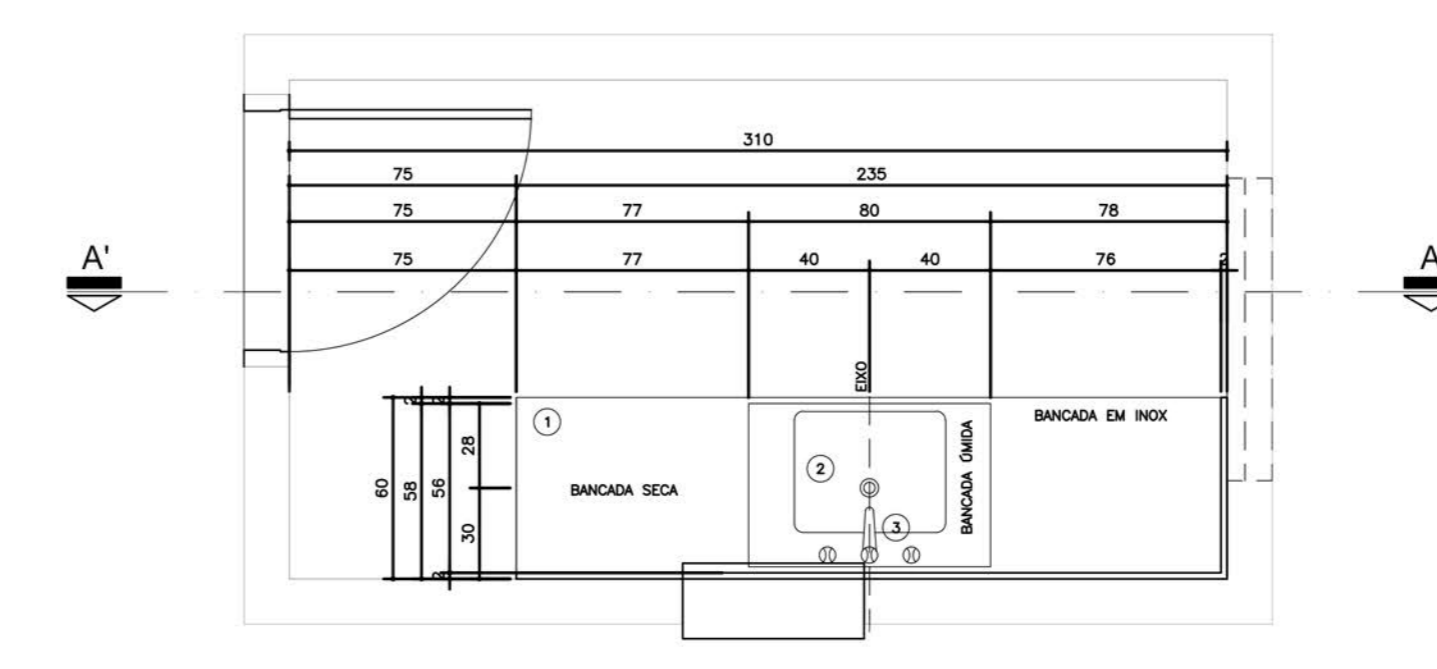 310
75 235
75 77 80 78
A' 75 77 40 40 76 2 A
EIXO
2 2
1 BANCADA EM INOX
28
BANCADA ÚMIDA
2
60 58 56 BANCADA SECA
30 3
2